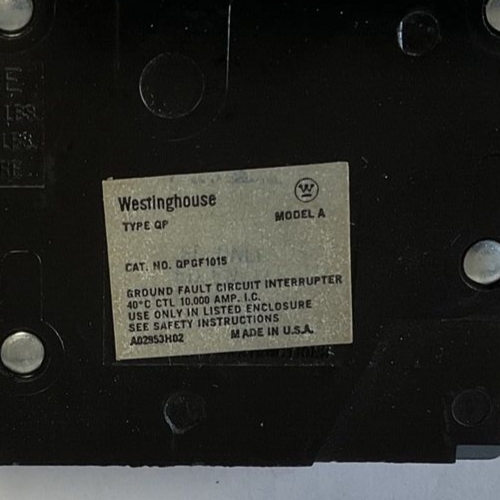 Westinghouse
TYPE QP
MODEL A
CAT. NO. QPGF1015
GROUND FAULT CIRCUIT INTERRUPTER
40°C CTL 10,000 AMP. I.C.
USE ONLY IN LISTED ENCLOSURE
SEE SAFETY INSTRUCTIONS
A02953H02 MADE IN U.S.A.